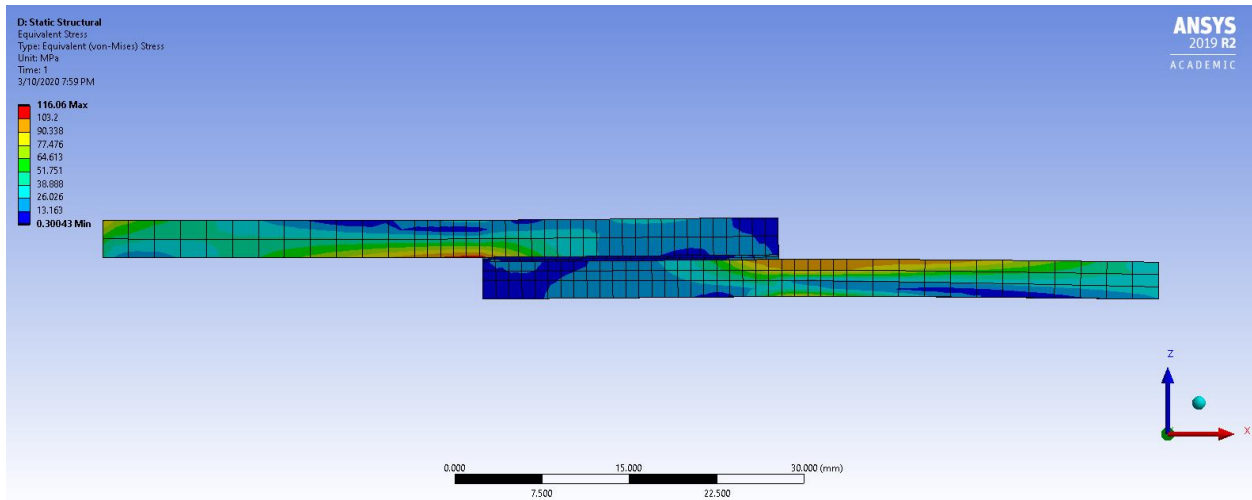 D: Static Structural
Equivalent Stress
Type: Equivalent (von-Mises) Stress
Unit: MPa
Time: 1
3/10/2020 7:59 PM
116.06 Max
103.2
90.338
77.476
64.613
51.751
38.888
26.026
13.163
0.30043 Min
ANSYS
2019 R2
ACADEMIC
Z
X
0.000 15.000 30.000 (mm)
7.500 22.500